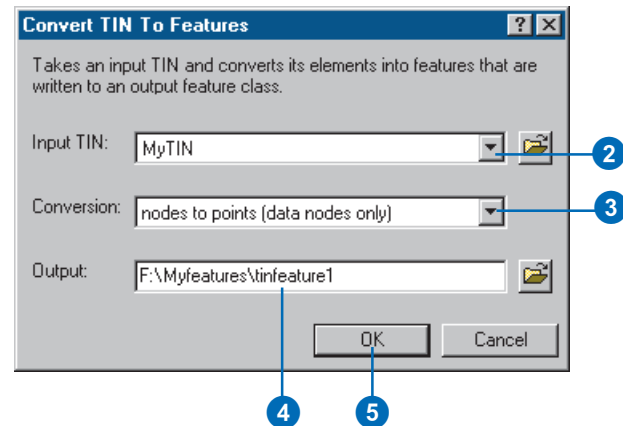 Convert TIN To Features
Takes an input TIN and converts its elements into features that are
written to an output feature class.
Input TIN: MyTIN
2
Conversion: nodes to points (data nodes only)
3
Output: F:\Myfeatures\tinfeature1
OK Cancel
4 5